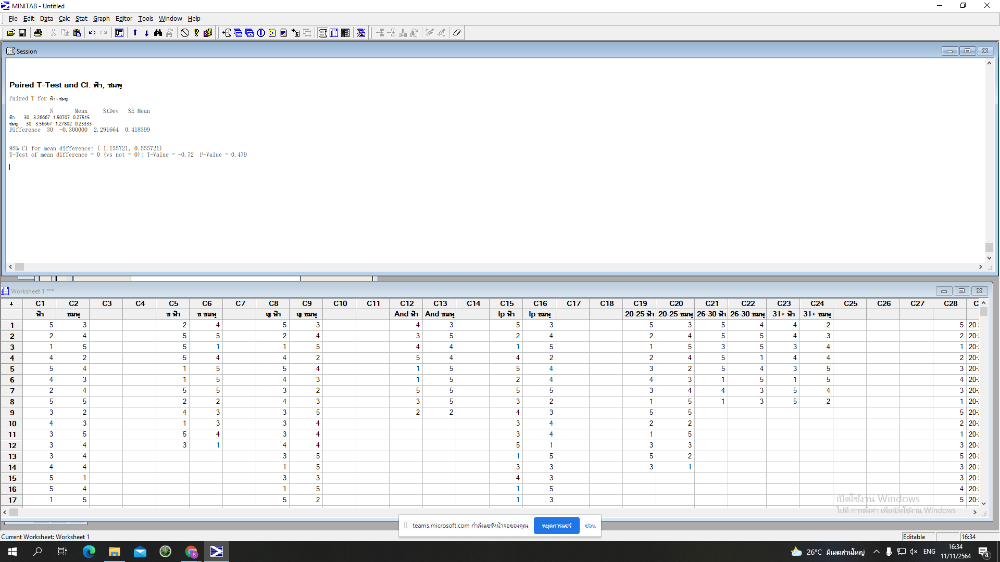 MINITAB - Untitled
File Edit Data Calc Stat Graph Editor Tools Window Help
Session
Paired T-Test and CI: ฟ้า, ชมพู
Paired T for ฟ้า - ชมพู
N Mean StDev SE Mean
ฟ้า 30 3.26667 1.50707 0.27515
ชมพู 30 3.56667 1.27802 0.23333
Difference 30 -0.300000 2.291664 0.418399
95% CI for mean difference: (-1.155721, 0.555721)
T-Test of mean difference = 0 (vs not = 0): T-Value = -0.72 P-Value = 0.479
Worksheet 1 ***
C1 C2 C3 C4 C5 C6 C7 C8 C9 C10 C11 C12 C13 C14 C15 C16 C17 C18 C19 C20 C21 C22 C23 C24 C25 C26 C27 C28 C
ฟ้า ชมพู ช ฟ้า ช ชมพู ญ ฟ้า ญ ชมพู And ฟ้า And ชมพู Ip ฟ้า Ip ชมพู 20-25 ฟ้า 20-25 ชมพู 26-30 ฟ้า 26-30 ชมพู 31+ ฟ้า 31+ ชมพู
1 5 3 2 4 5 3 4 3 5 3 5 3 5 4 4 2 5 20-
2 2 4 5 5 2 4 3 5 2 4 2 4 5 5 4 3 2 20-
3 1 5 5 1 1 5 4 4 1 5 1 5 3 5 3 4 1 20-
4 4 2 5 4 4 2 5 4 4 2 2 4 5 1 4 4 2 20-
5 5 4 1 5 5 4 1 5 5 4 3 2 5 4 3 5 3 20-
6 4 3 1 5 4 3 1 5 2 4 4 3 1 5 1 5 4 20-
7 2 4 5 5 3 2 5 5 5 5 3 4 4 3 5 4 3 20-
8 5 5 2 2 4 3 3 5 3 2 1 5 1 3 5 2 1 20-
9 3 2 4 3 3 5 2 2 4 3 5 5 5 20-
10 4 3 1 3 3 4 3 4 2 2 2 20-
11 3 5 5 4 3 4 3 4 1 5 1 20-
12 3 4 3 1 4 4 5 1 3 3 3 20-
13 3 4 3 5 1 5 5 2 5 20-
14 4 4 1 5 3 3 3 1 3 20-
15 5 1 3 3 4 3 3 20-
16 5 4 1 5 1 5 4 20-
17 1 5 5 2 1 3 5 20-
เปิดใช้งาน Windows
ไปที่ การตั้งค่า เพื่อเปิดใช้งาน Windows
teams.microsoft.com กำลังแชร์หน้าจอของคุณ หยุดการแชร์ ซ่อน
Current Worksheet: Worksheet 1 Editable 16:34
26°C มีเมฆส่วนใหญ่ ENG 16:34
11/11/2564 4